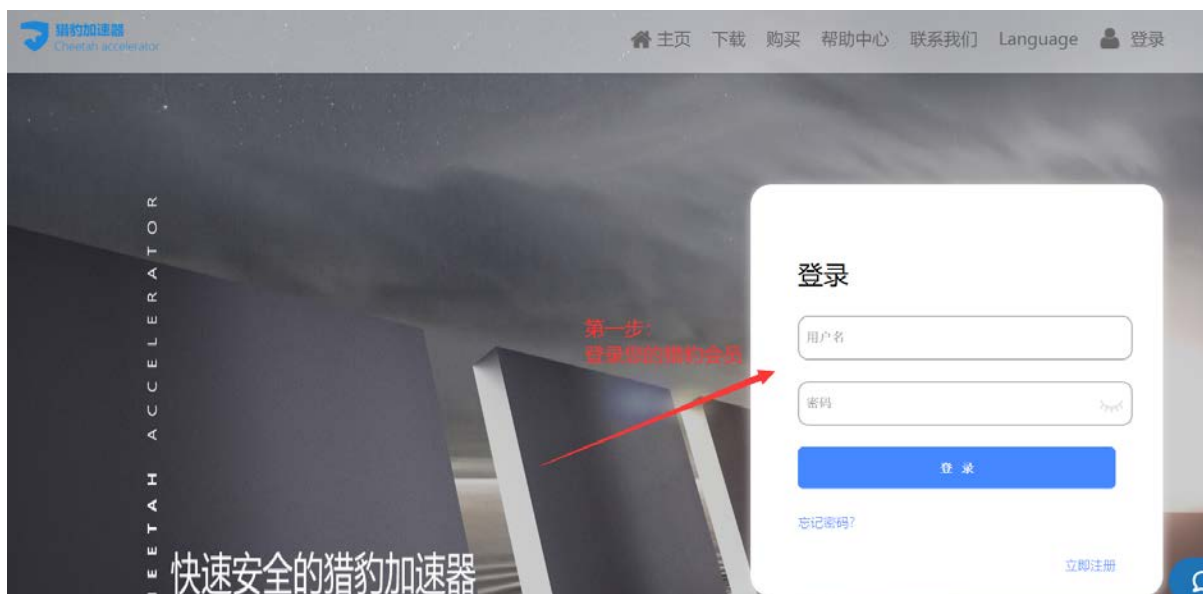 猎豹加速器
Cheetah accelerator
主页 下载 购买 帮助中心 联系我们 Language 登录
CHEETAH ACCELERATOR
快速安全的猎豹加速器
第一步:
登录您的猎豹会员
登录
用户名
密码
登 录
忘记密码?
立即注册